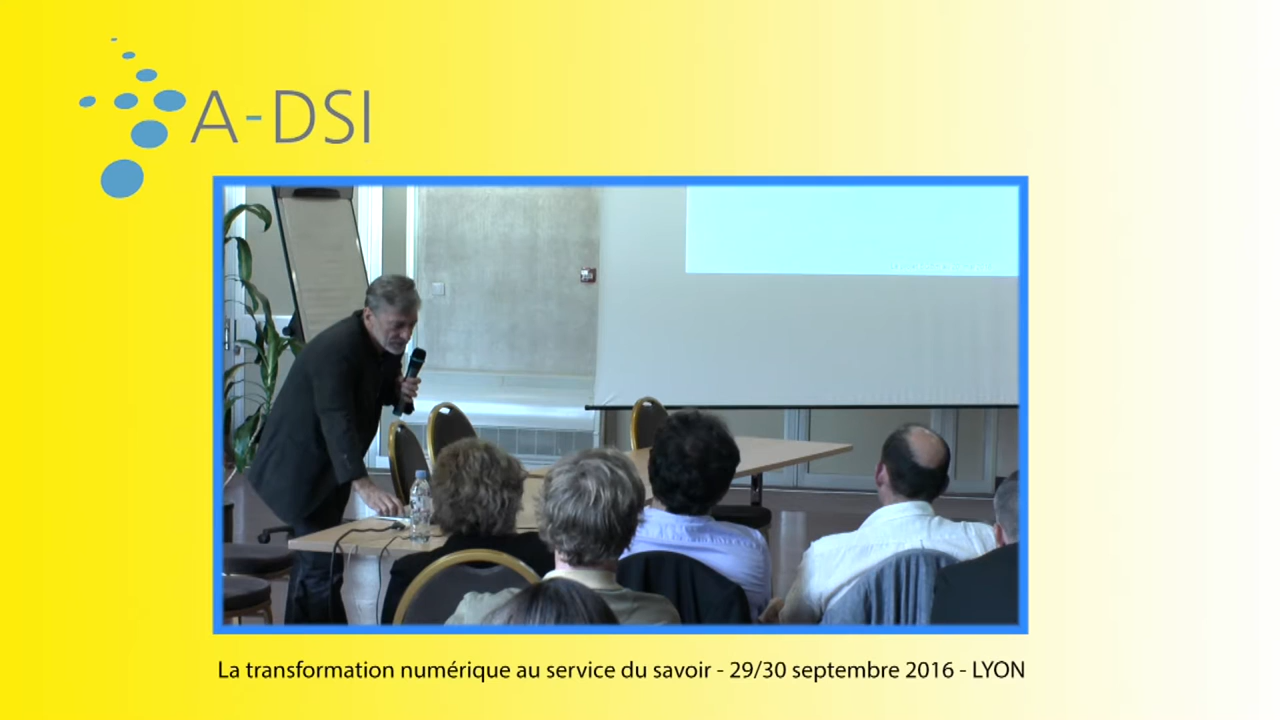 A-DSI
La transformation numérique au service du savoir - 29/30 septembre 2016 - LYON